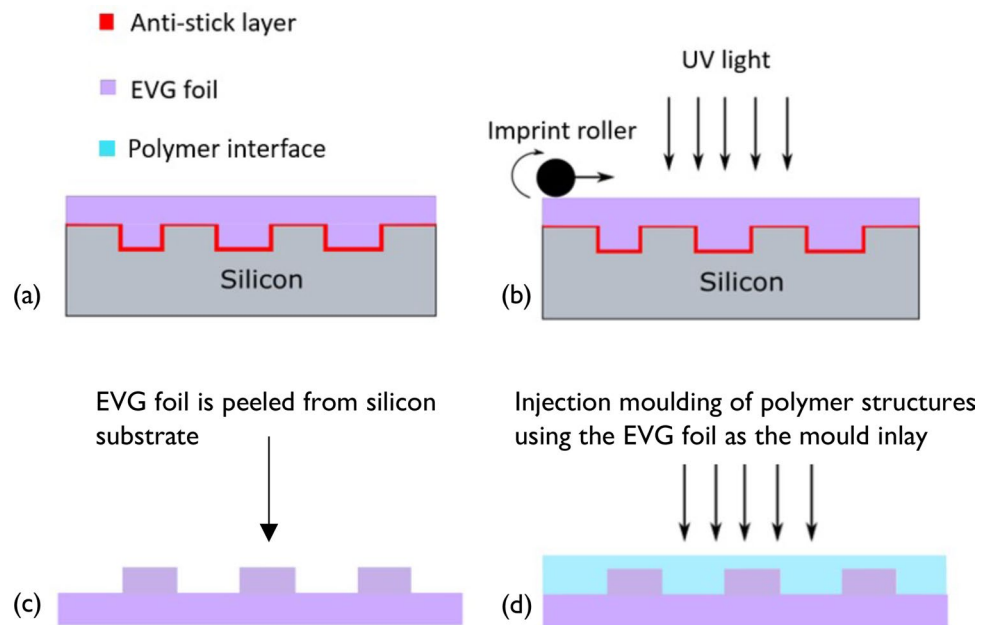 Anti-stick layer
EVG foil
Polymer interface
Silicon
(a)
UV light
Imprint roller
Silicon
(b)
EVG foil is peeled from silicon
substrate
(c)
Injection moulding of polymer structures
using the EVG foil as the mould inlay
(d)